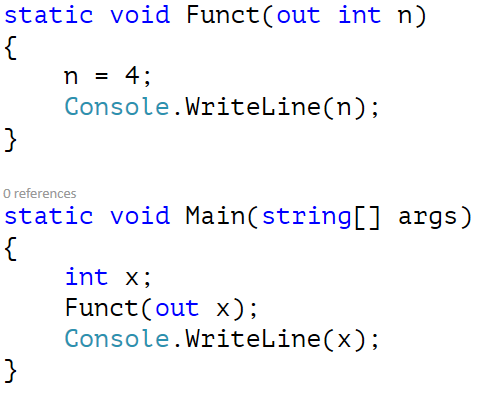 static void Funct(out int n)
{
    n = 4;
    Console.WriteLine(n);
}
0 references
static void Main(string[] args)
{
    int x;
    Funct(out x);
    Console.WriteLine(x);
}